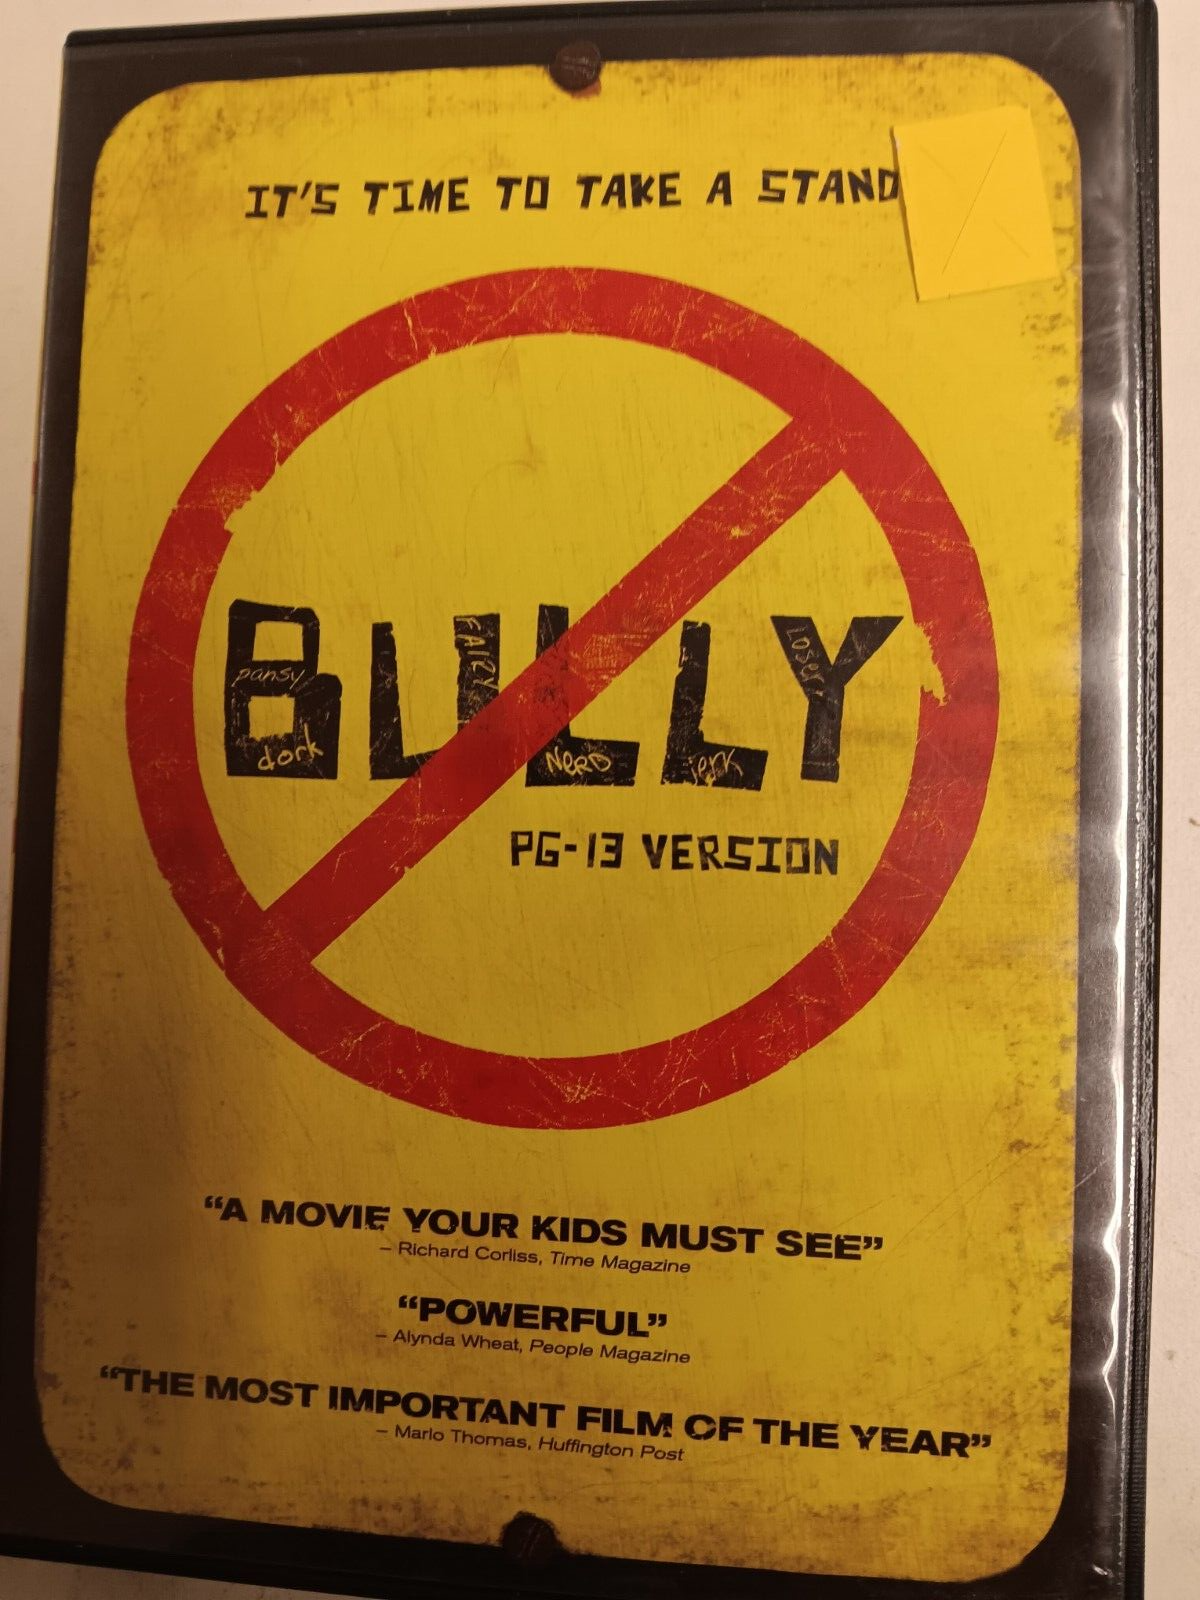 IT'S TIME TO TAKE A STAND
BULLY
pansy
dork
FAIRY
NERD
jerk
LOSER
PG-13 VERSION
“A MOVIE YOUR KIDS MUST SEE”
– Richard Corliss, Time Magazine
“POWERFUL”
– Alynda Wheat, People Magazine
“THE MOST IMPORTANT FILM OF THE YEAR”
– Marlo Thomas, Huffington Post